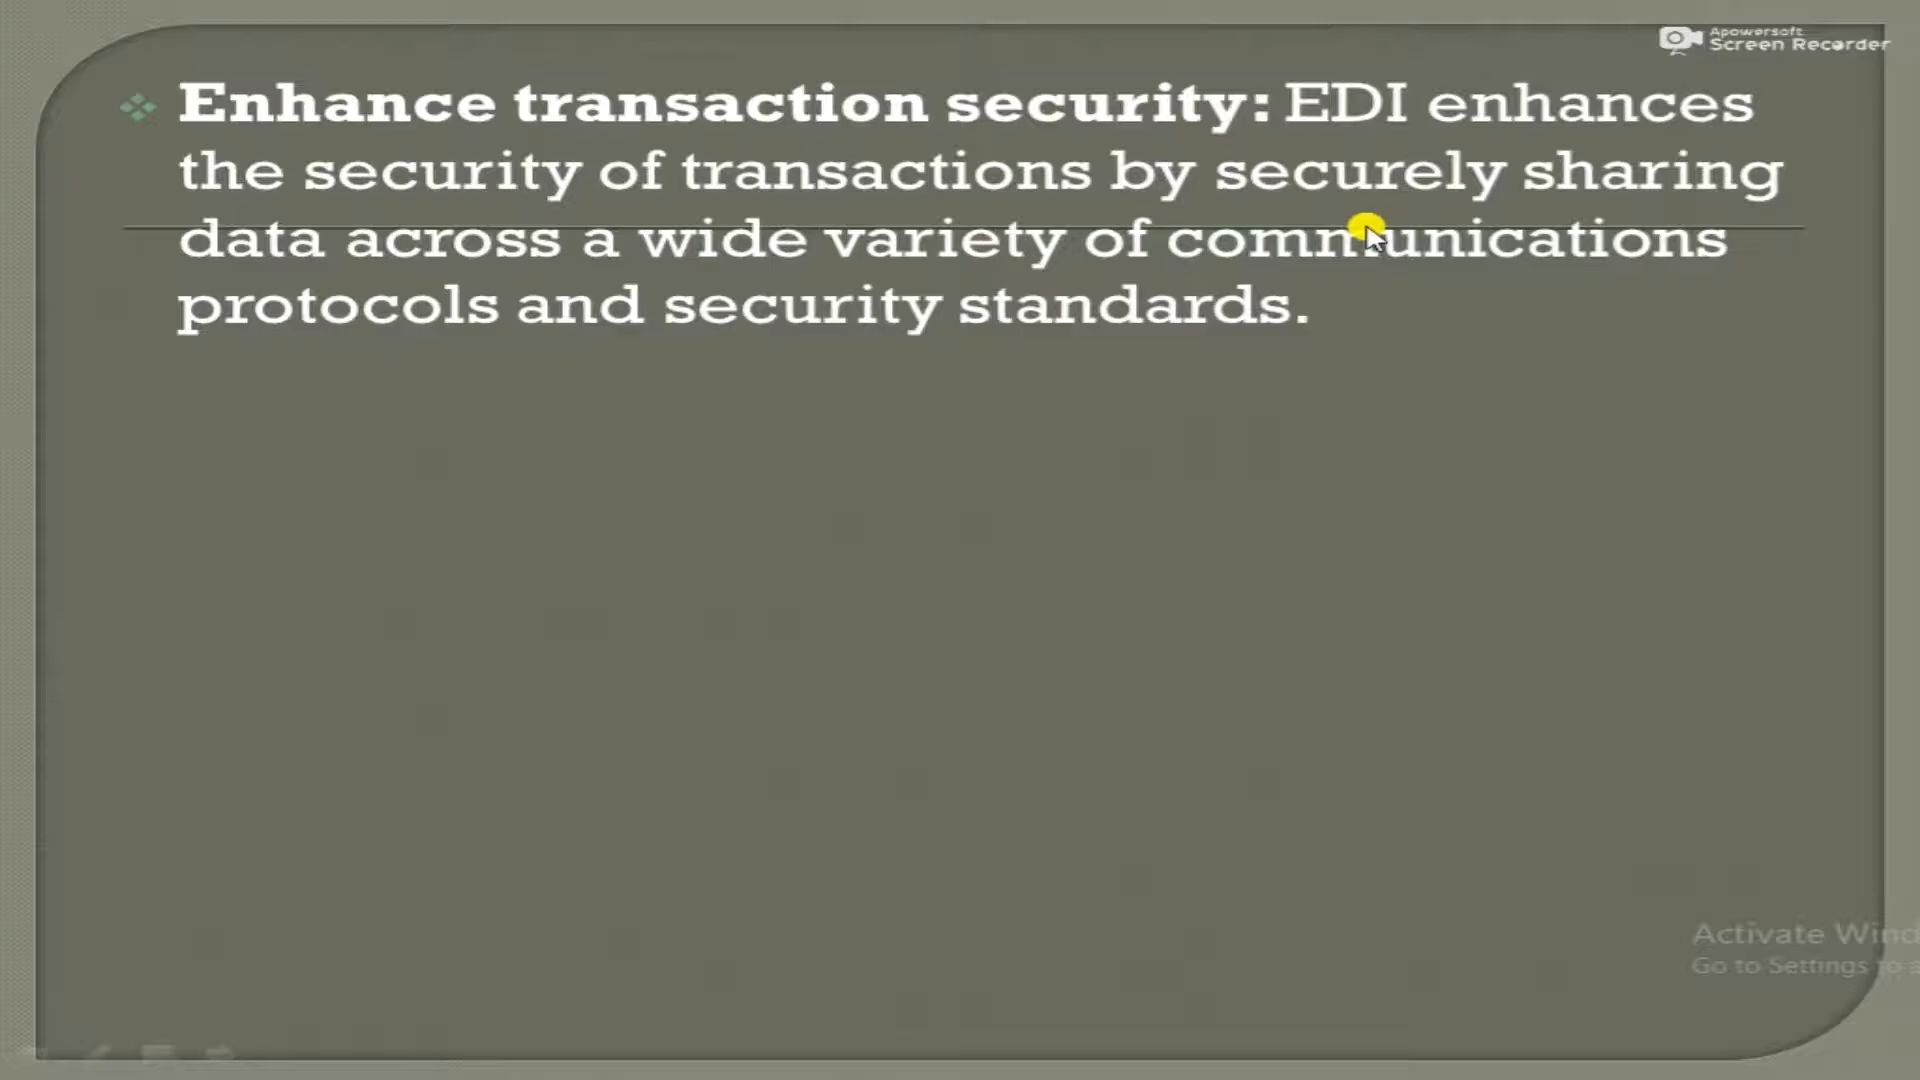 Apowersoft
Screen Recorder
Enhance transaction security: EDI enhances
the security of transactions by securely sharing
data across a wide variety of communications
protocols and security standards.
Activate Wind
Go to Settings to a